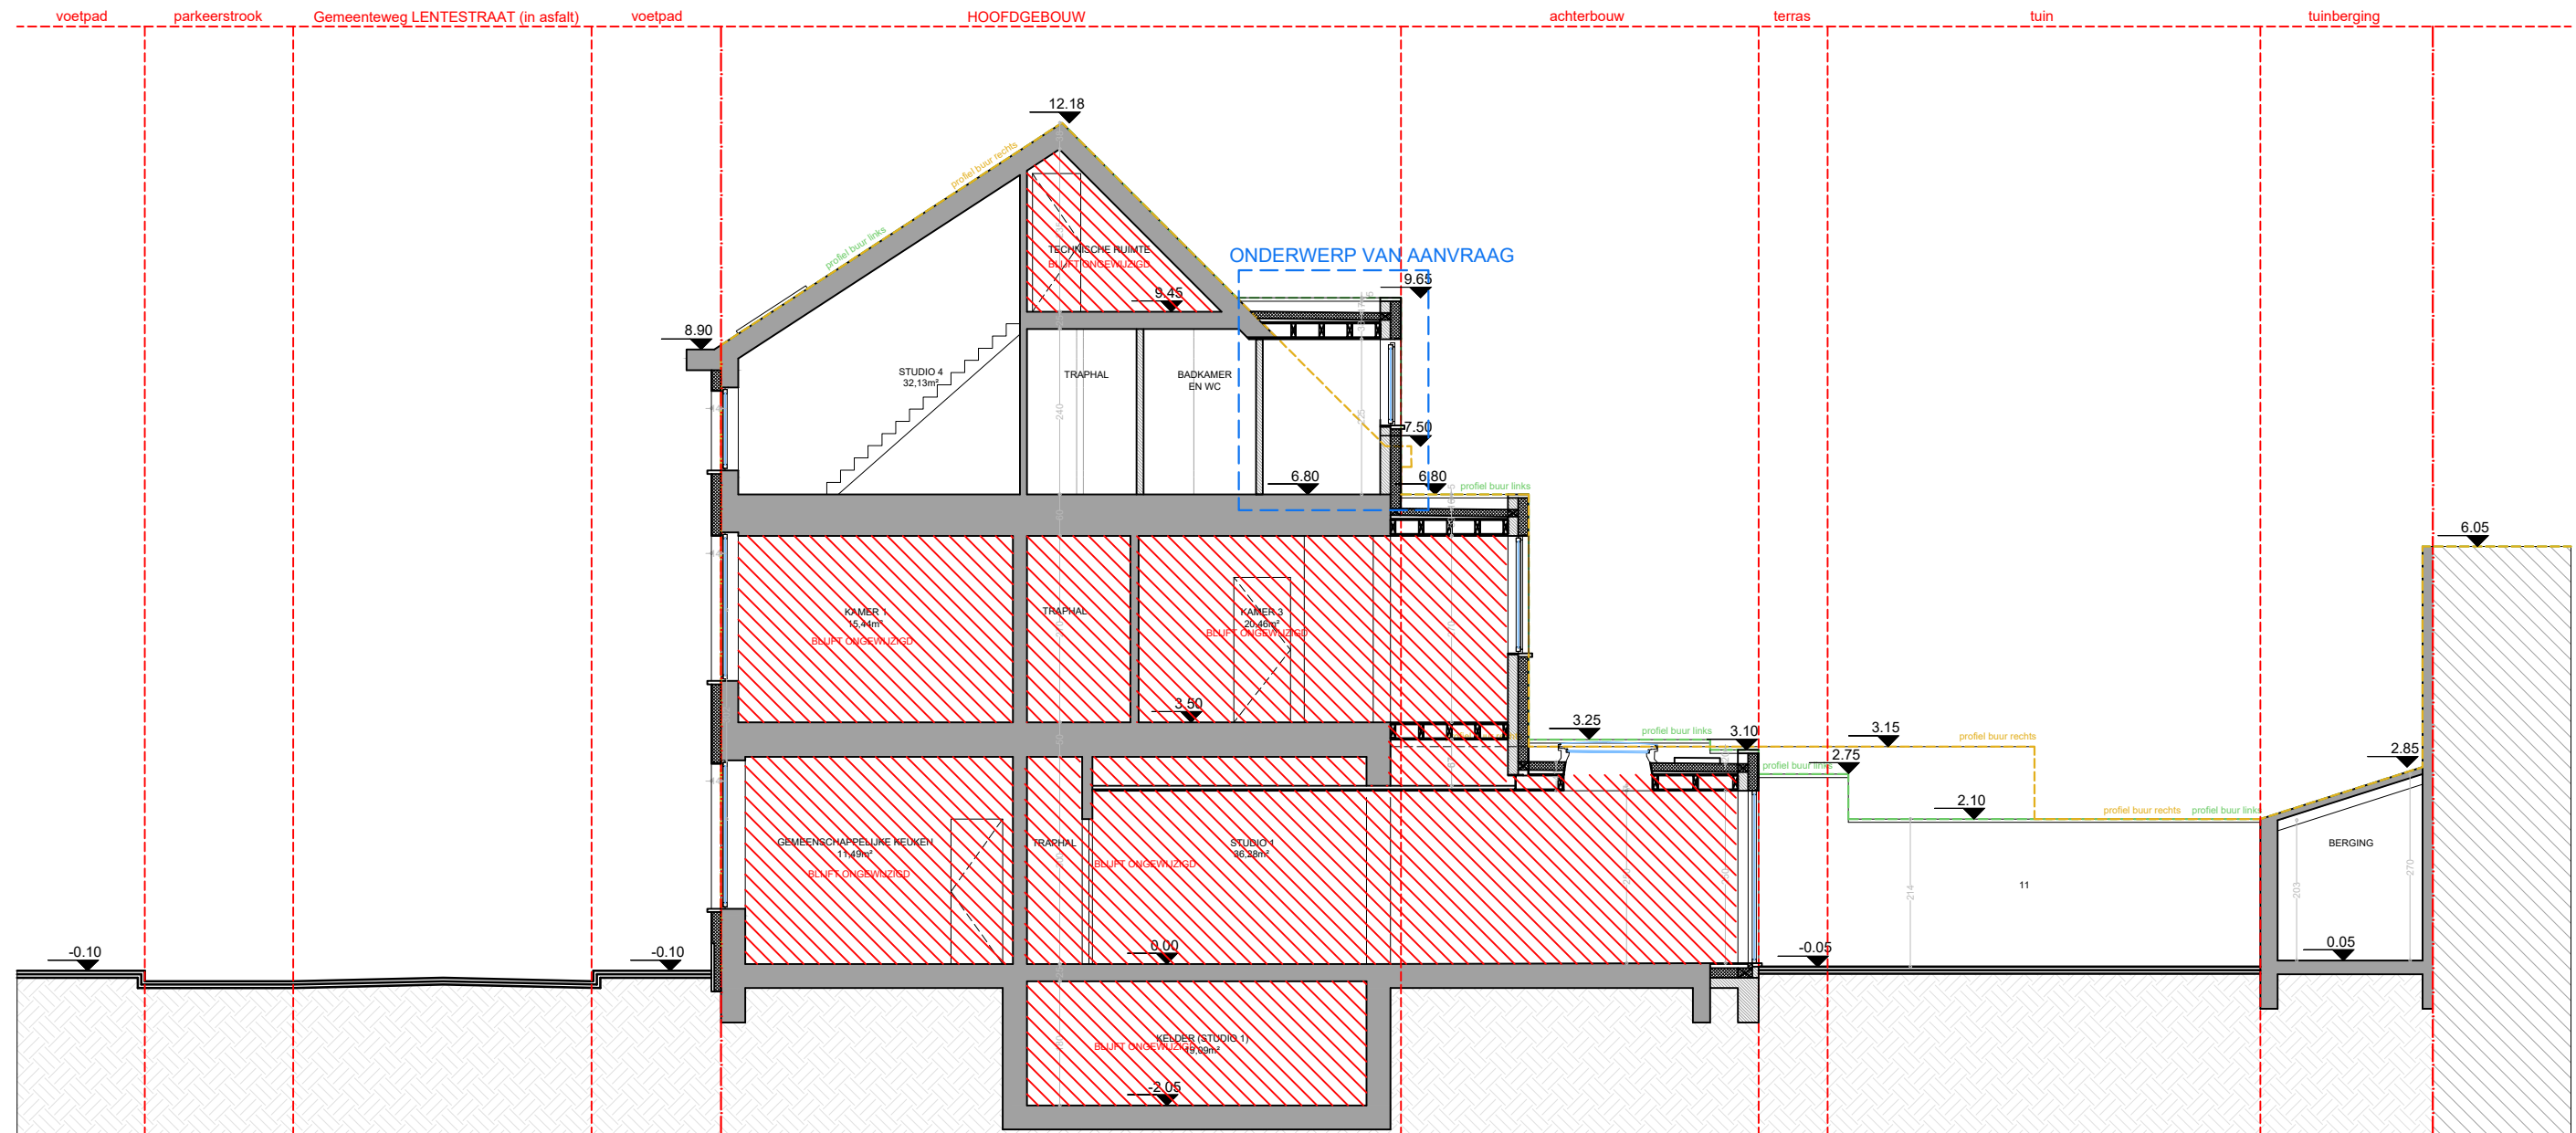 voetpad
parkeerstrook
Gemeenteweg LENTESTRAAT (in asfalt)
voetpad
HOOFDGEBOUW
achterbouw
terras
tuin
tuinberging
12.18
profiel buur rechts
profiel buur links
TECHNISCHE RUIMTE
BLIJFT ONGEWIJZIGD
ONDERWERP VAN AANVRAAG
9.65
9.45
8.90
STUDIO 4
32,13m²
TRAPHAL
BADKAMER
EN WC
240
7.50
6.80
6.80
profiel buur links
6.05
KAMER 1
15,44m²
BLIJFT ONGEWIJZIGD
TRAPHAL
KAMER 3
20,46m²
BLIJFT ONGEWIJZIGD
3.50
3.25
profiel buur links
3.10
3.15
profiel buur rechts
2.75
profiel buur links
2.85
2.10
profiel buur rechts
profiel buur links
GEMEENSCHAPPELIJKE KEUKEN
11,49m²
BLIJFT ONGEWIJZIGD
TRAPHAL
STUDIO 1
36,28m²
BLIJFT ONGEWIJZIGD
BERGING
11
214
203
270
-0.10
-0.10
0.00
-0.05
0.05
KELDER (STUDIO 1)
19,09m²
BLIJFT ONGEWIJZIGD
-2.05